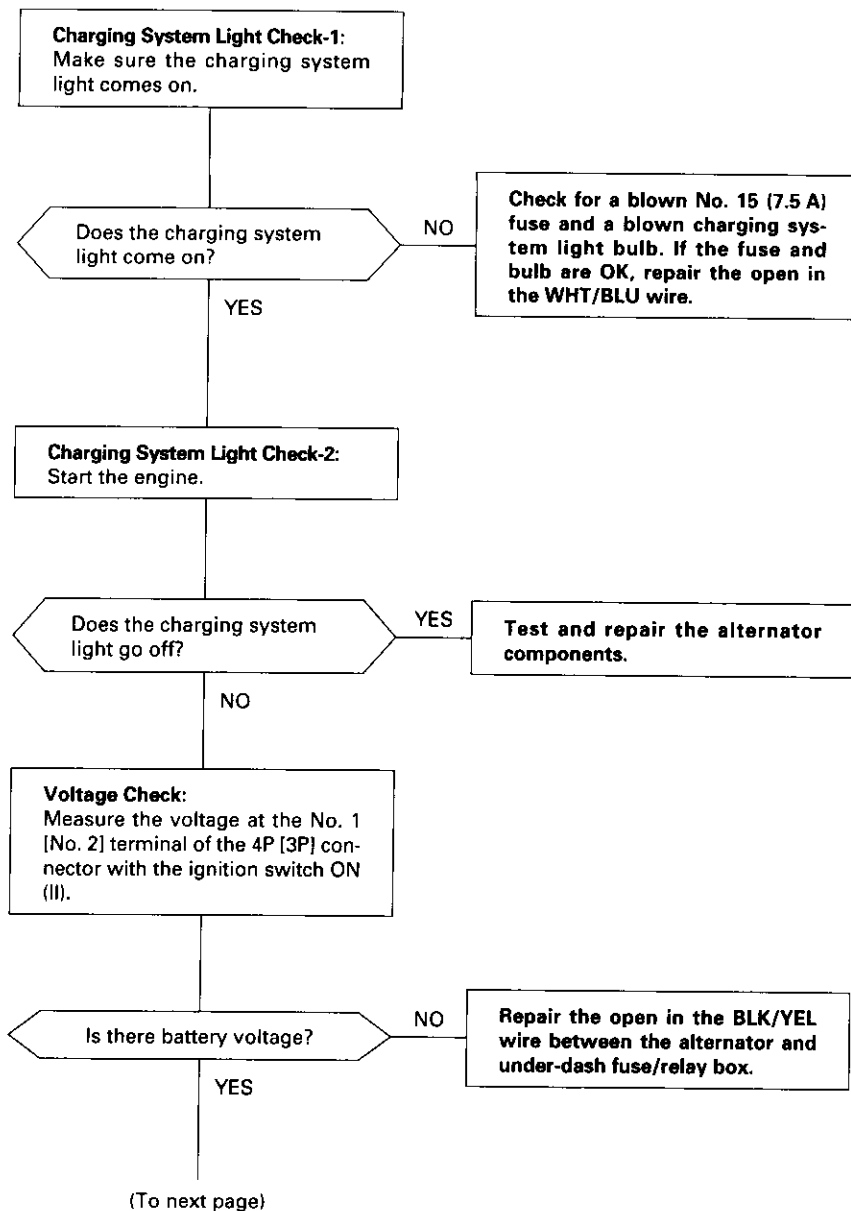 Charging System Light Check-1:
Make sure the charging system
light comes on.
Does the charging system
light come on?
NO
Check for a blown No. 15 (7.5 A)
fuse and a blown charging sys-
tem light bulb. If the fuse and
bulb are OK, repair the open in
the WHT/BLU wire.
YES
Charging System Light Check-2:
Start the engine.
Does the charging system
light go off?
YES
Test and repair the alternator
components.
NO
Voltage Check:
Measure the voltage at the No. 1
[No. 2] terminal of the 4P [3P] con-
nector with the ignition switch ON
(II).
Is there battery voltage?
NO
Repair the open in the BLK/YEL
wire between the alternator and
under-dash fuse/relay box.
YES
(To next page)